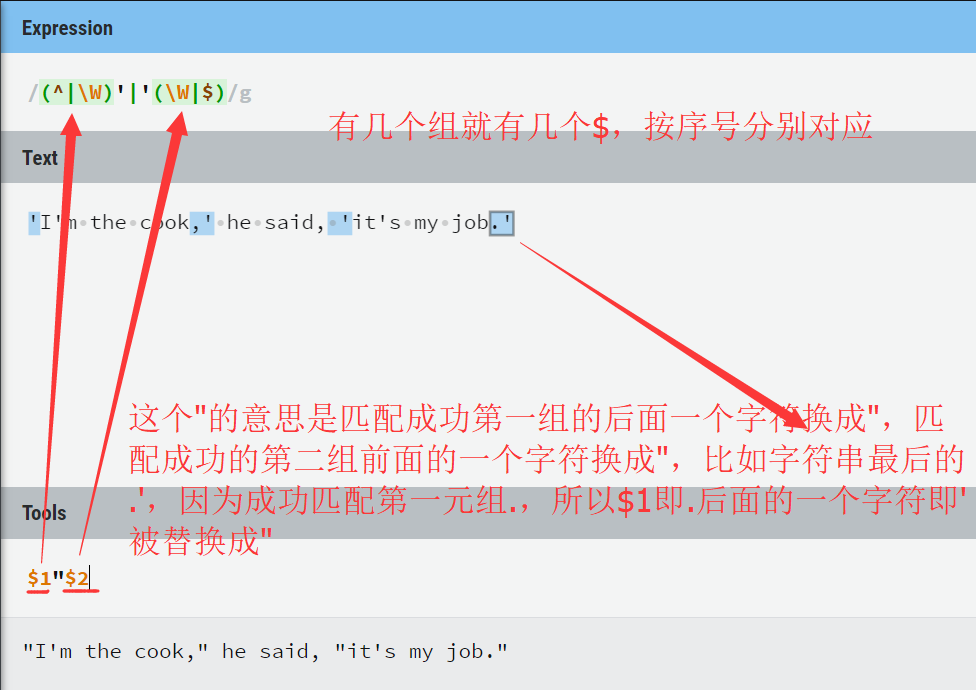 Expression
/(^|\W)'|'(\W|$)/g
有几个组就有几个$，按序号分别对应
Text
'I'm·the·cook,'·he·said,·'it's·my·job.'
这个"的意思是匹配成功第一组的后面一个字符换成"，匹
配成功的第二组前面的一个字符换成"，比如字符串最后的
.'，因为成功匹配第一元组.，所以$1即.后面的一个字符即'
被替换成"
Tools
$1"$2
"I'm the cook," he said, "it's my job."